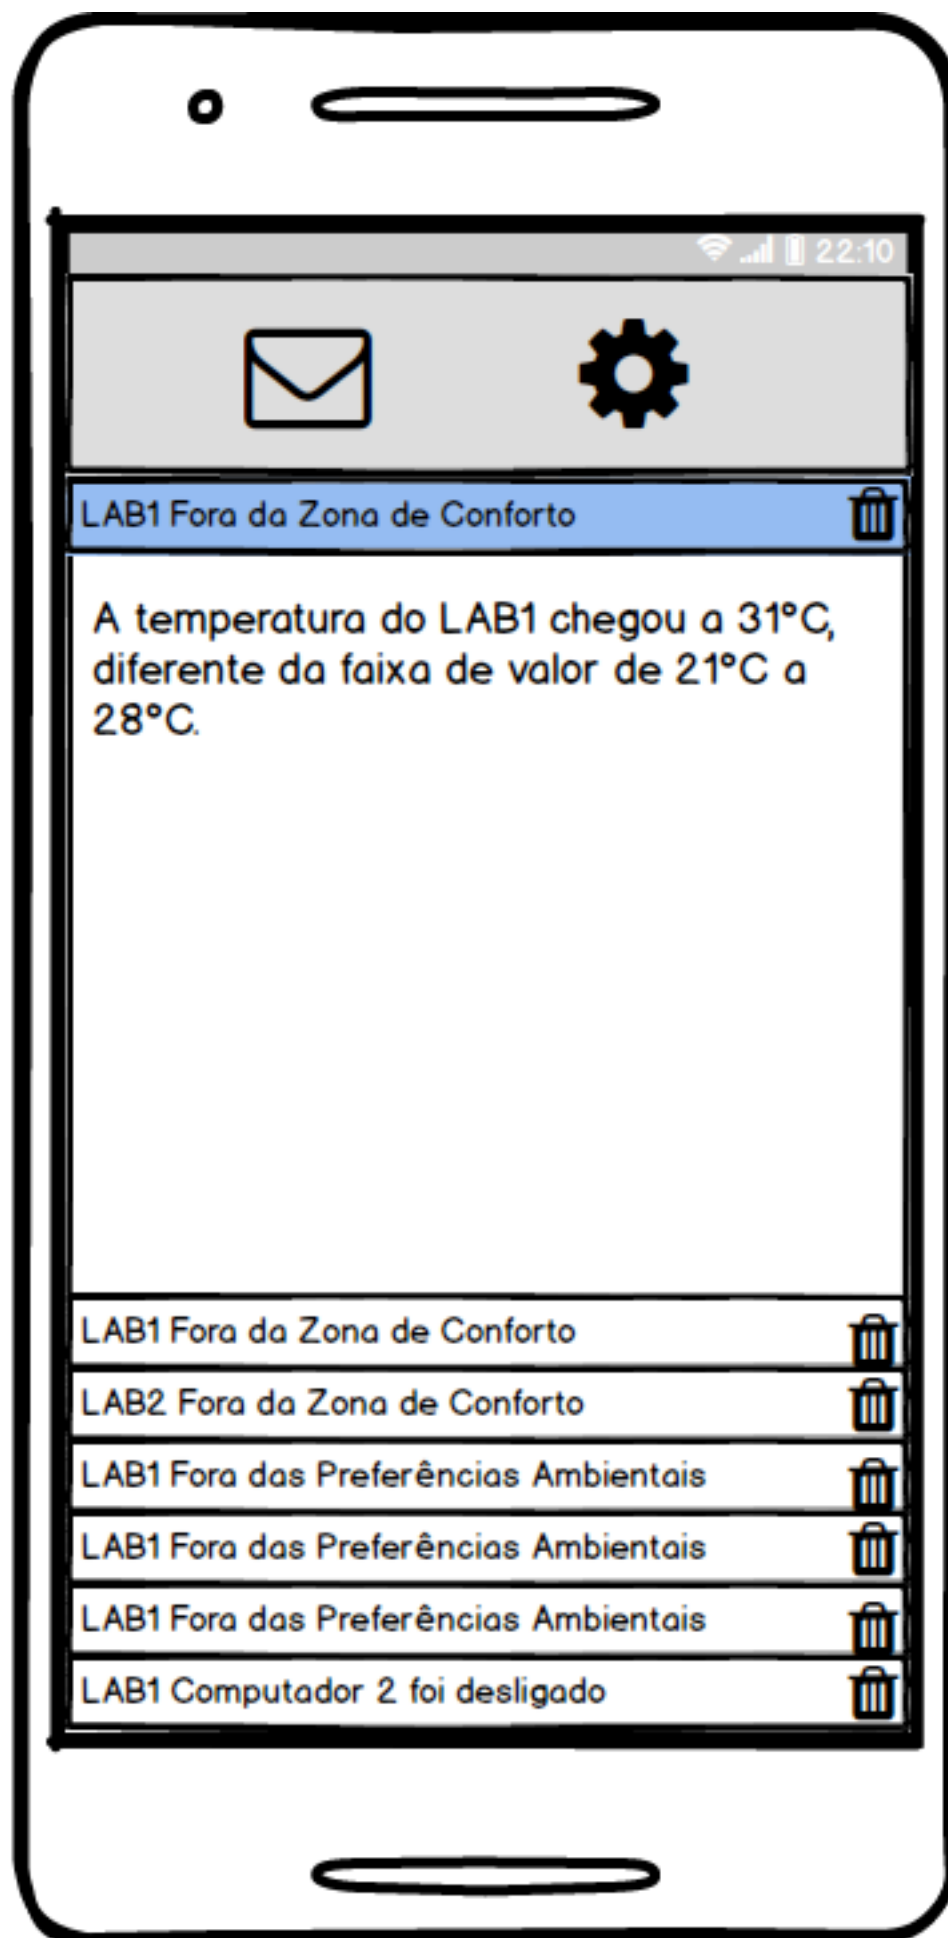 22:10
LAB1 Fora da Zona de Conforto
A temperatura do LAB1 chegou a 31°C,
diferente da faixa de valor de 21°C a
28°C.
LAB1 Fora da Zona de Conforto
LAB2 Fora da Zona de Conforto
LAB1 Fora das Preferências Ambientais
LAB1 Fora das Preferências Ambientais
LAB1 Fora das Preferências Ambientais
LAB1 Computador 2 foi desligado